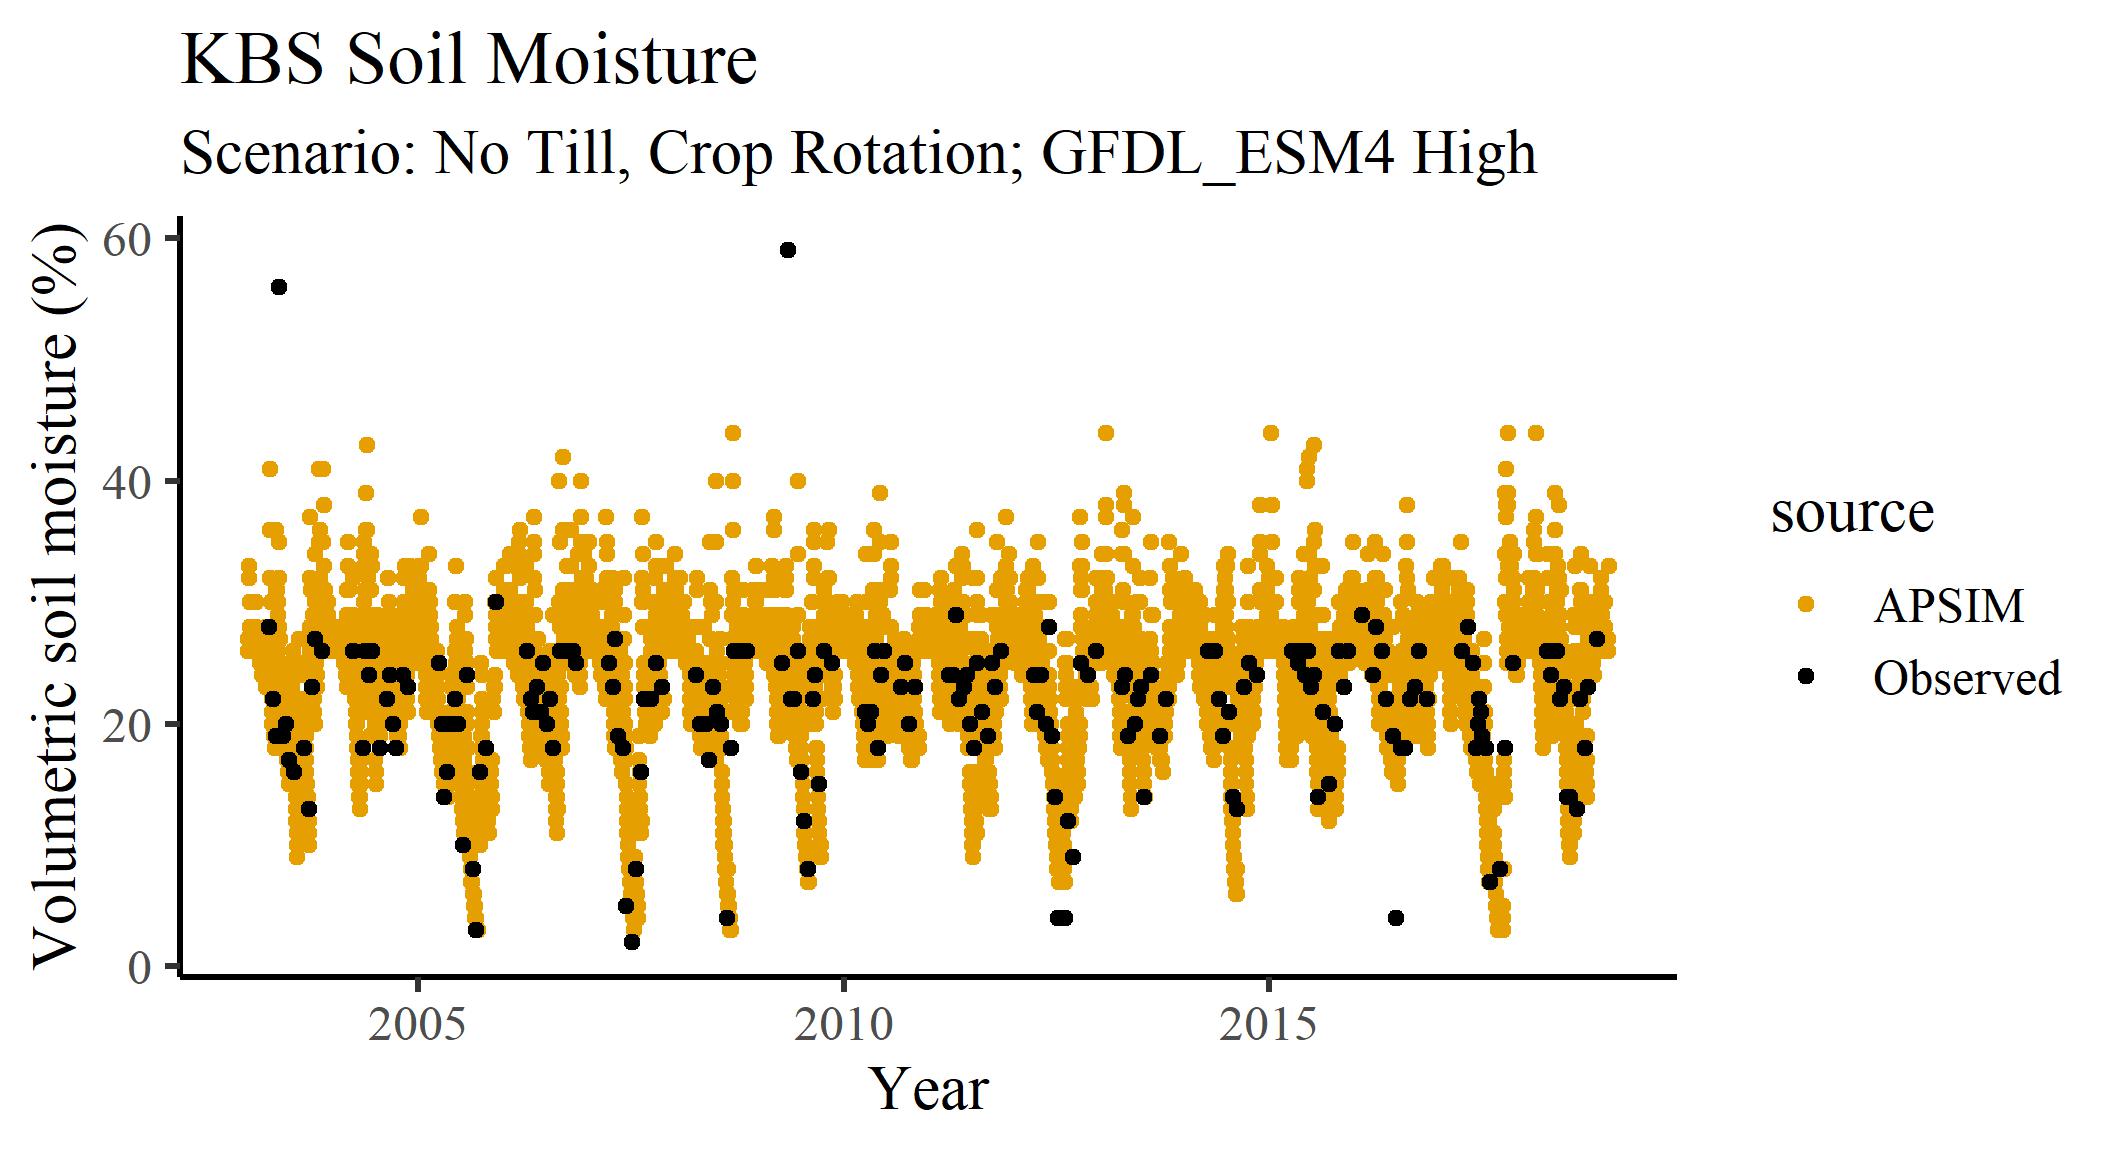 KBS Soil Moisture
Scenario: No Till, Crop Rotation; GFDL_ESM4 High
Volumetric soil moisture (%)
60
40
20
0
2005
2010
2015
Year
source
APSIM
Observed